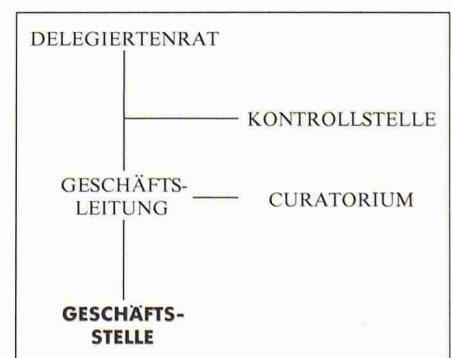 DELEGIERTENRAT
KONTROLLSTELLE
GESCHÄFTS-
LEITUNG
CURATORIUM
GESCHÄFTS-
STELLE